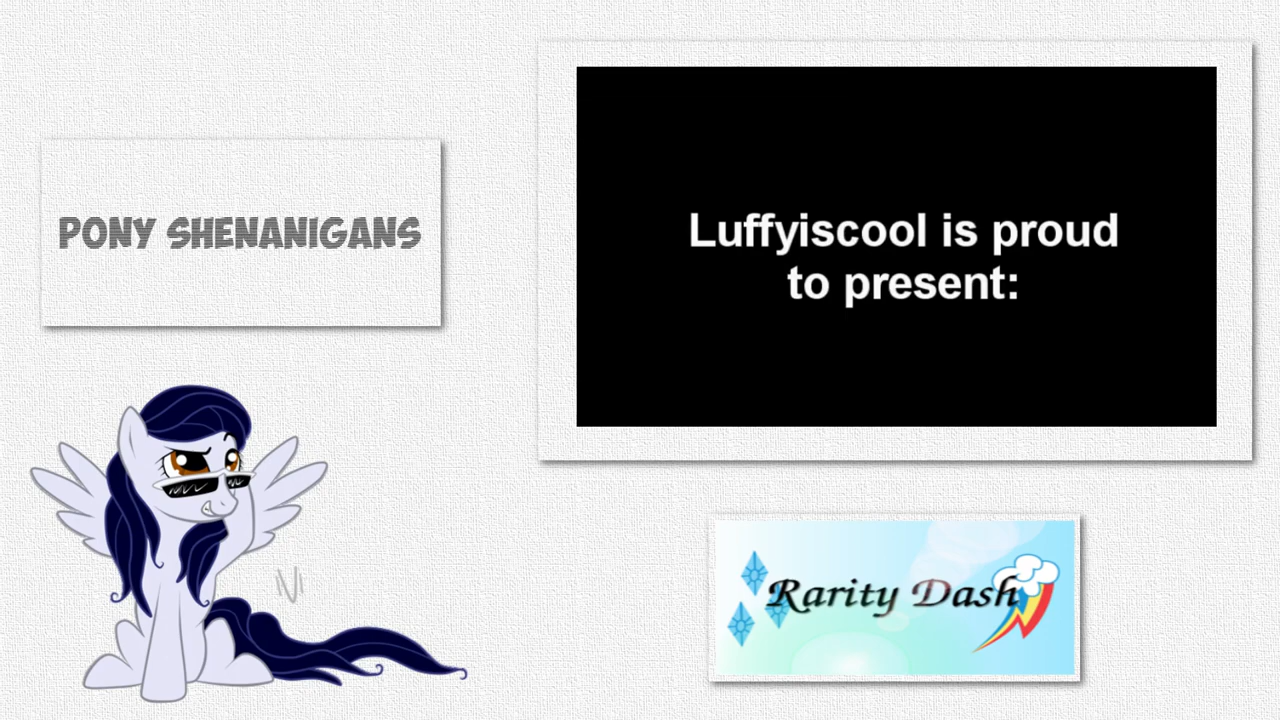 PONY SHENANIGANS
Luffyiscool is proud
to present:
Rarity Dash